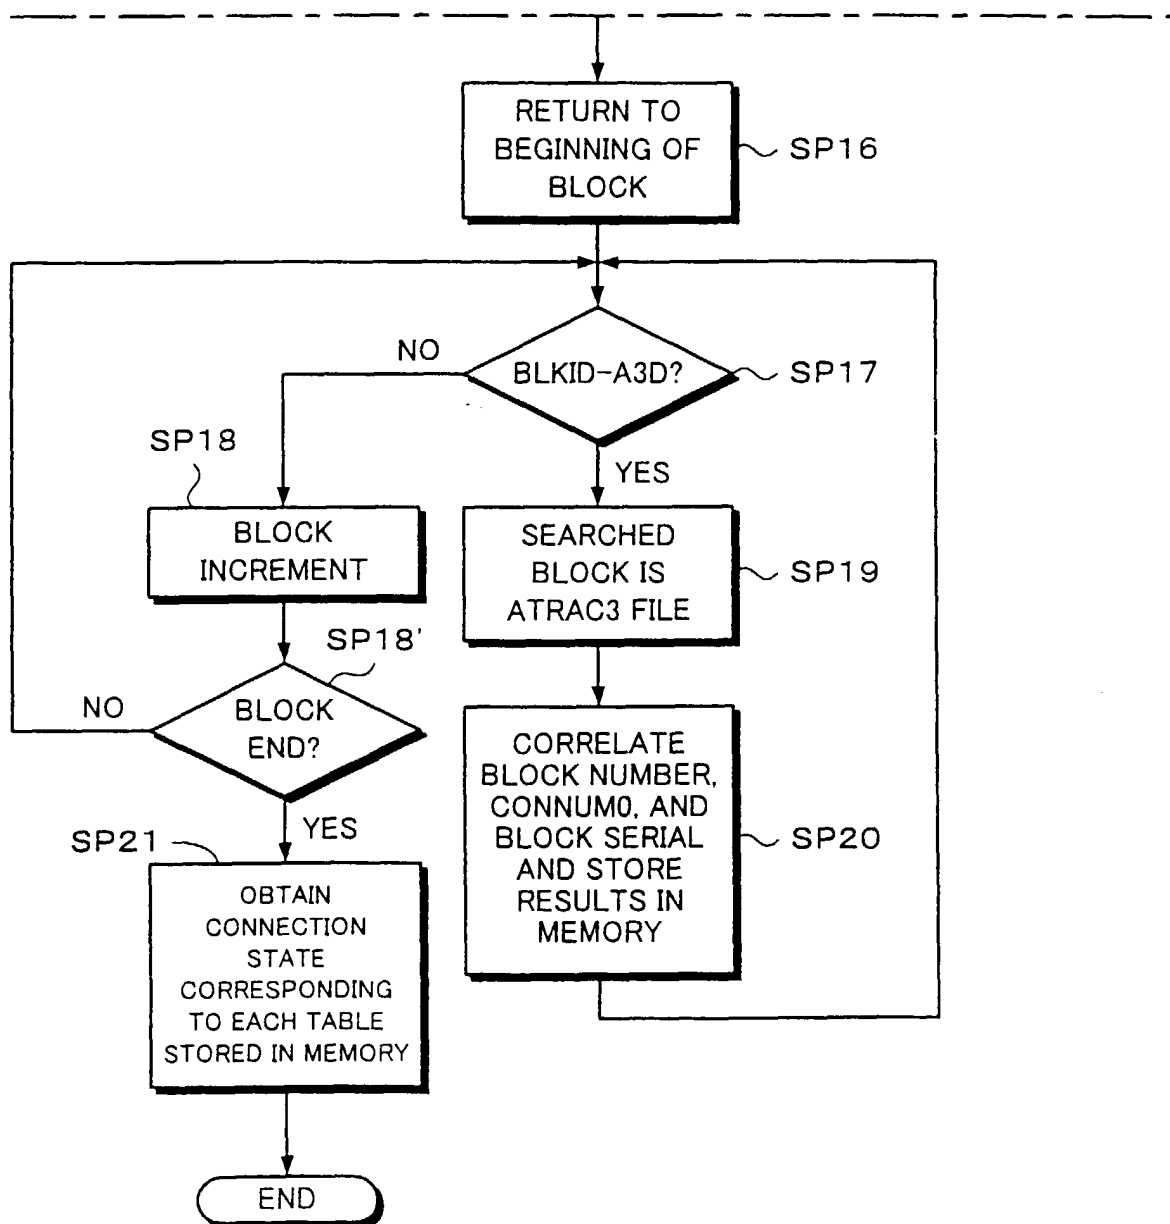 RETURN TO
BEGINNING OF
BLOCK
SP16
BLKID-A3D?
SP17
NO
YES
SP18
BLOCK
INCREMENT
SEARCHED
BLOCK IS
ATRAC3 FILE
SP19
SP18'
BLOCK
END?
NO
YES
CORRELATE
BLOCK NUMBER,
CONNUM0, AND
BLOCK SERIAL
AND STORE
RESULTS IN
MEMORY
SP20
SP21
OBTAIN
CONNECTION
STATE
CORRESPONDING
TO EACH TABLE
STORED IN MEMORY
END